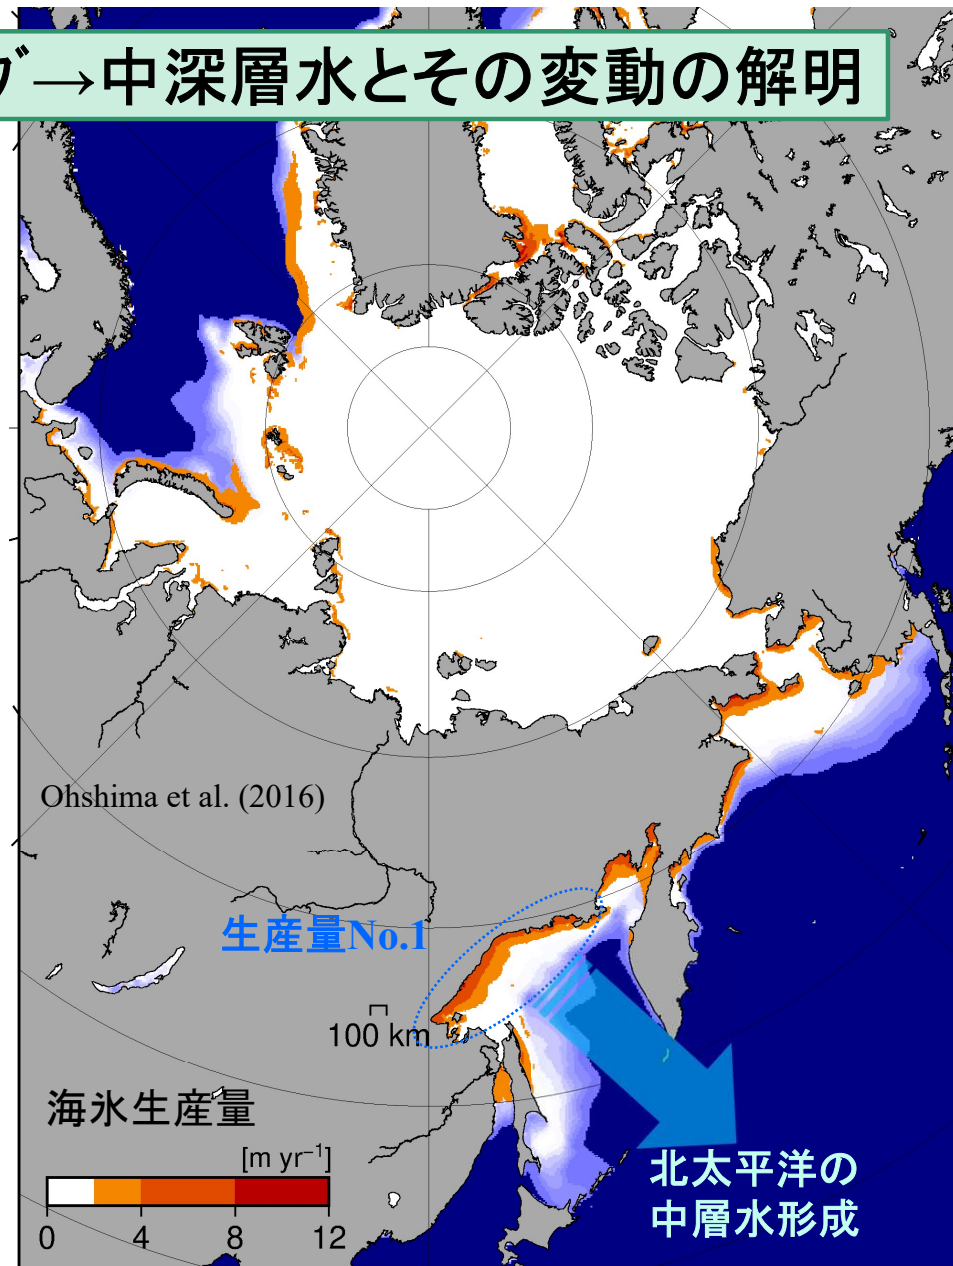 グ→中深層水とその変動の解明
Ohshima et al. (2016)
生産量No.1
100 km
海氷生産量
[m yr⁻¹]
0 4 8 12
北太平洋の
中層水形成